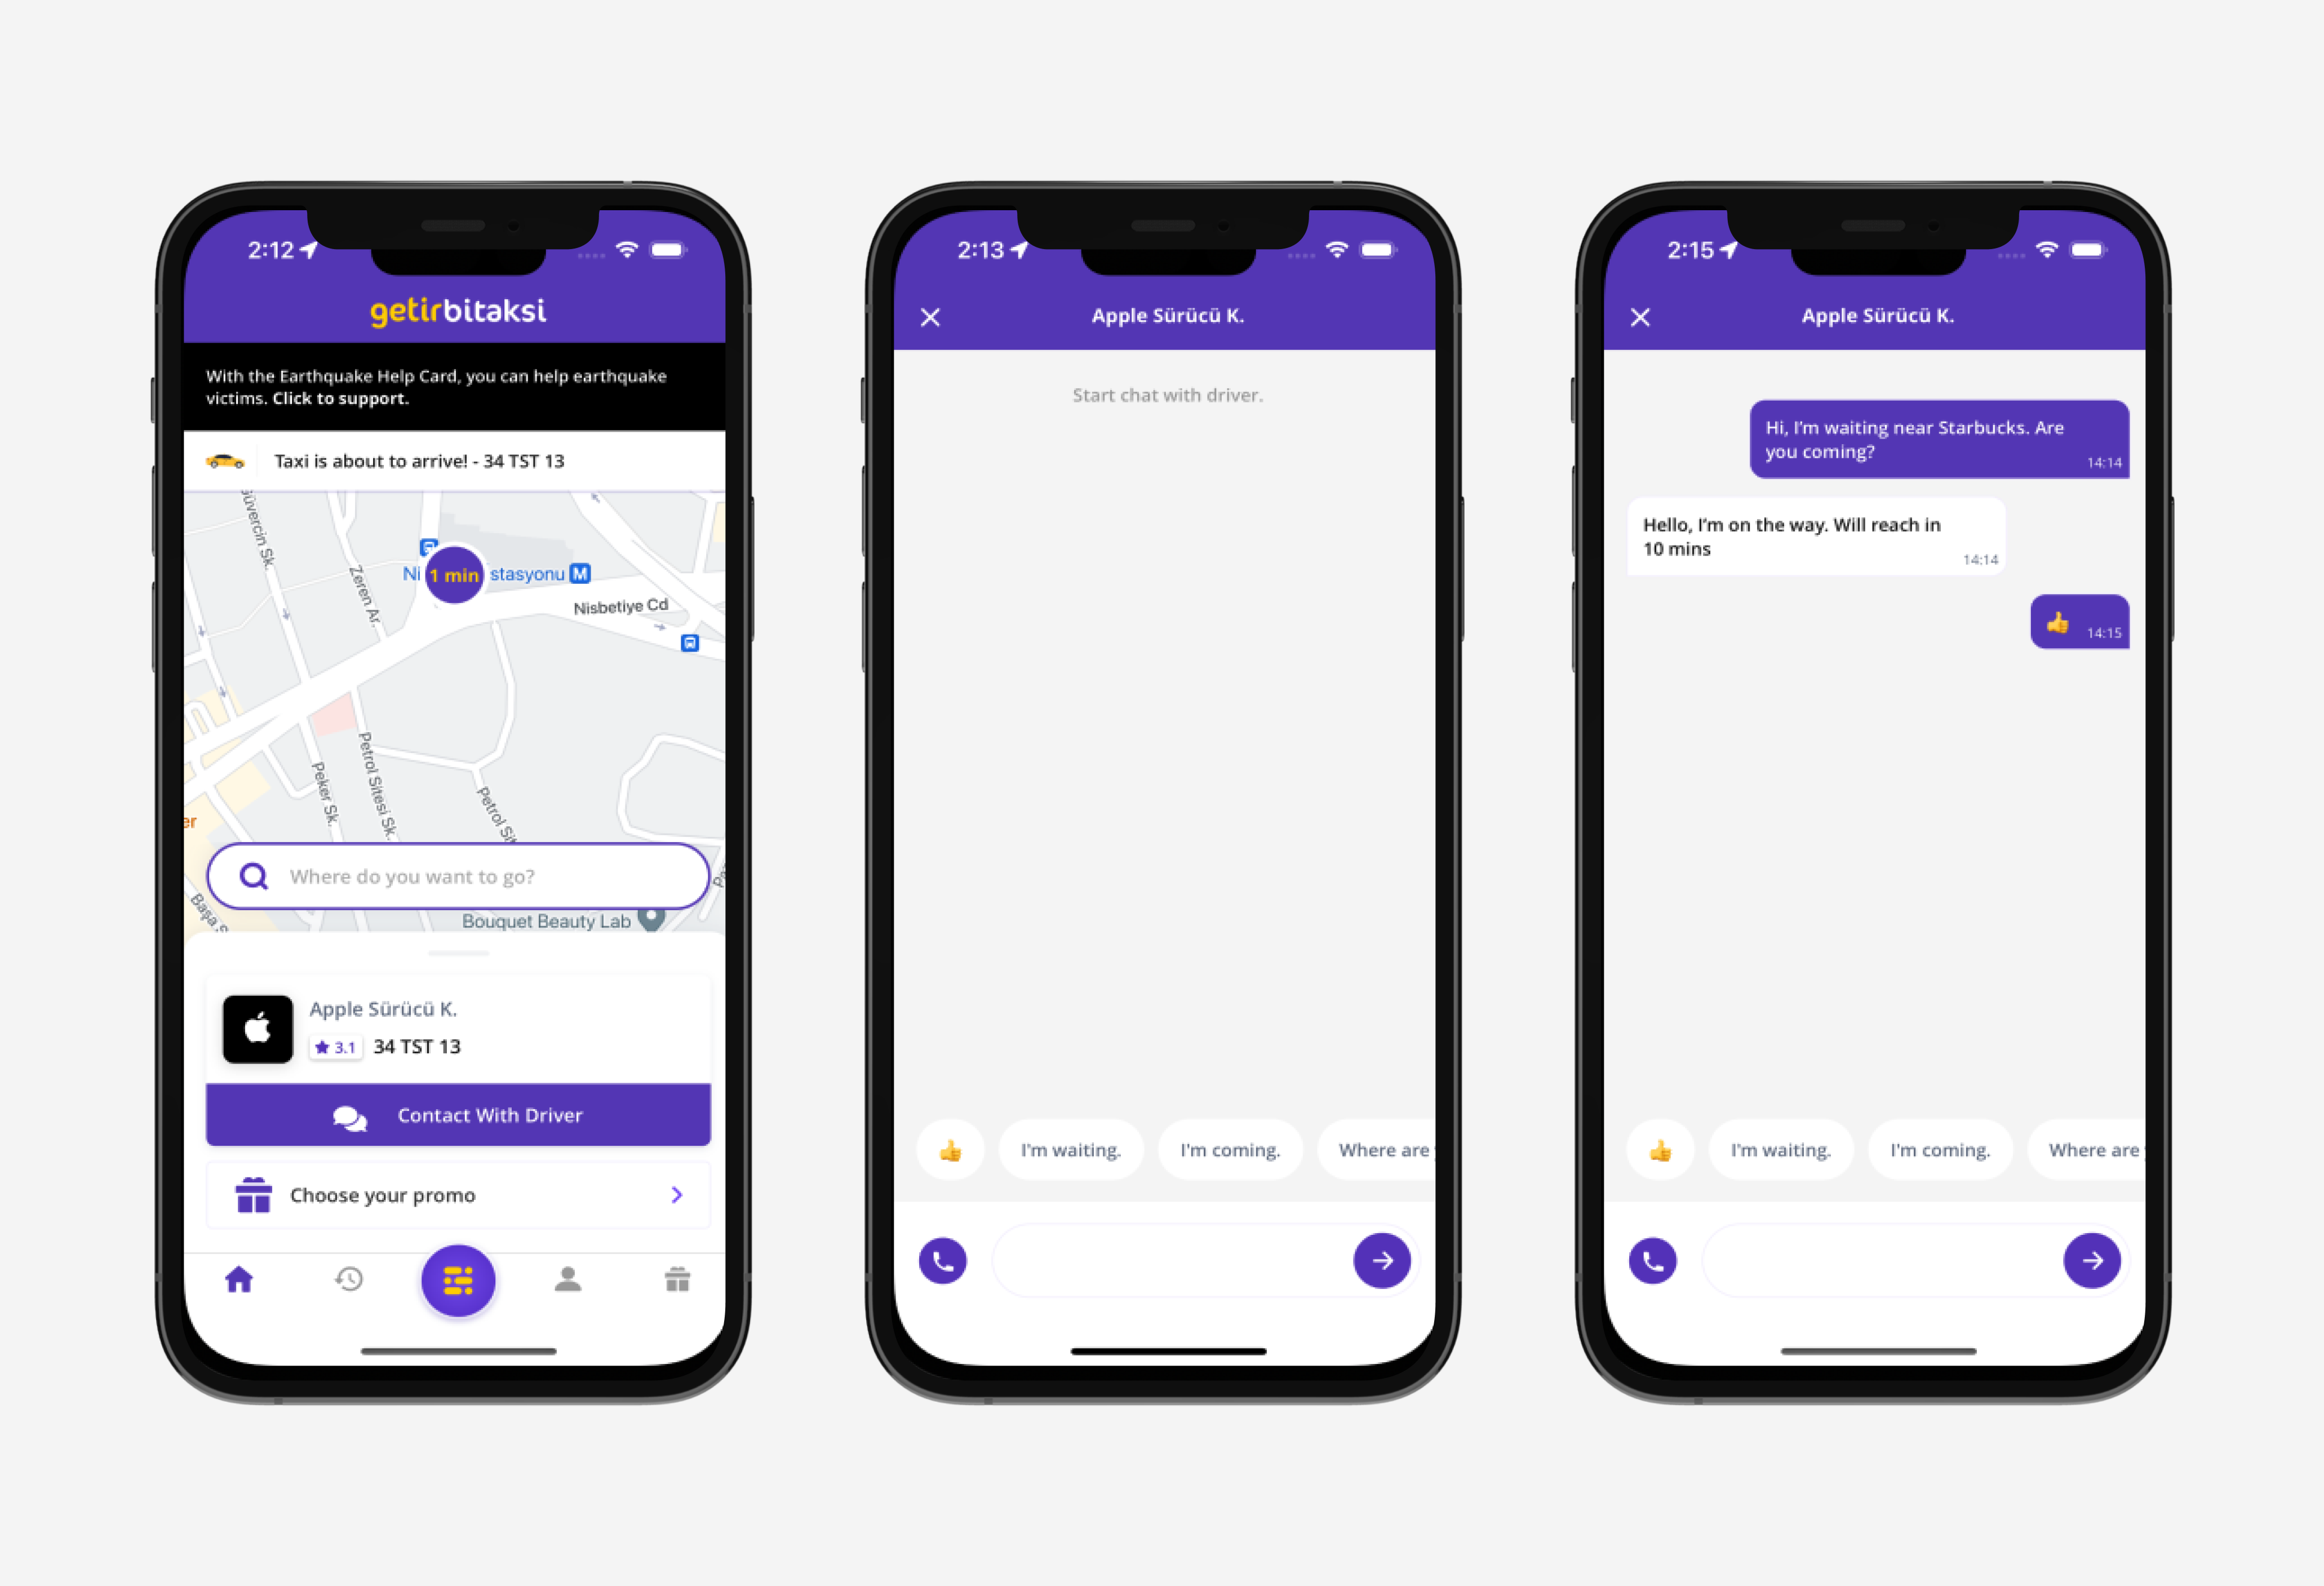 2:12
getirbitaksi
With the Earthquake Help Card, you can help earthquake
victims. Click to support.
Taxi is about to arrive! - 34 TST 13
Güvercin Sk.
Zeren Ar.
Ni 1 min stasyonu M
Nisbetiye Cd
Peker Sk.
Petrol Sitesi Sk.
Petrol Sit
er
Where do you want to go?
Pa
Başa S
Bouquet Beauty Lab
Apple Sürücü K.
3.1 34 TST 13
Contact With Driver
Choose your promo
2:13
Apple Sürücü K.
Start chat with driver.
👍 I'm waiting. I'm coming. Where are
2:15
Apple Sürücü K.
Hi, I'm waiting near Starbucks. Are
you coming?
14:14
Hello, I'm on the way. Will reach in
10 mins
14:14
👍 14:15
👍 I'm waiting. I'm coming. Where are